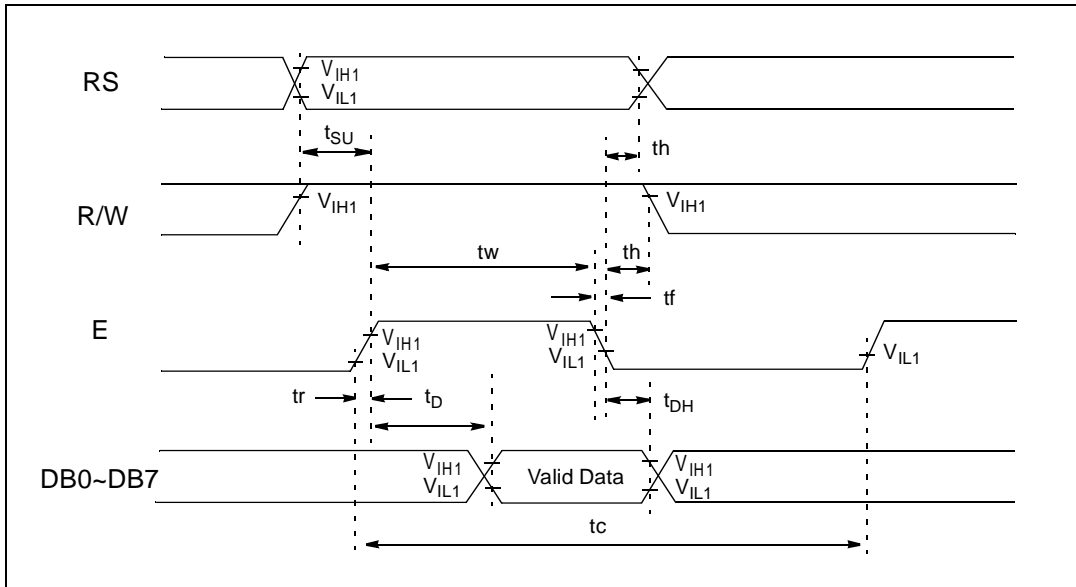 RS
V_IH1
V_IL1
t_SU
th
R/W
V_IH1
V_IH1
tw
th
tf
E
V_IH1
V_IL1
V_IH1
V_IL1
V_IL1
tr
t_D
t_DH
DB0~DB7
V_IH1
V_IL1
Valid Data
V_IH1
V_IL1
tc